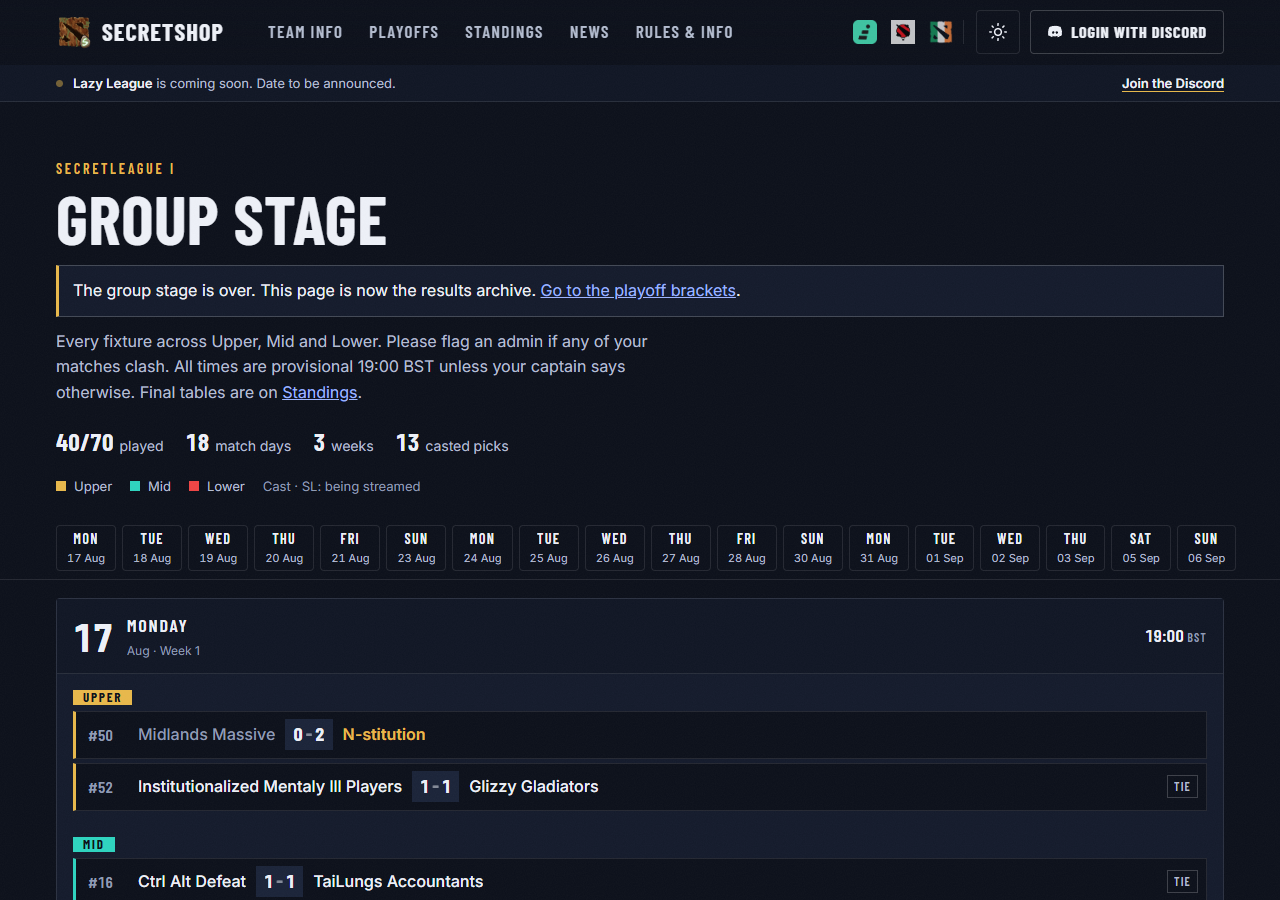 SECRETSHOP
TEAM INFO PLAYOFFS STANDINGS NEWS RULES & INFO
LOGIN WITH DISCORD
Lazy League is coming soon. Date to be announced.
Join the Discord
SECRETLEAGUE I
GROUP STAGE
The group stage is over. This page is now the results archive. Go to the playoff brackets.
Every fixture across Upper, Mid and Lower. Please flag an admin if any of your
matches clash. All times are provisional 19:00 BST unless your captain says
otherwise. Final tables are on Standings.
40/70 played 18 match days 3 weeks 13 casted picks
Upper Mid Lower Cast · SL: being streamed
MON TUE WED THU FRI SUN MON TUE WED THU FRI SUN MON TUE WED THU SAT SUN
17 Aug 18 Aug 19 Aug 20 Aug 21 Aug 23 Aug 24 Aug 25 Aug 26 Aug 27 Aug 28 Aug 30 Aug 31 Aug 01 Sep 02 Sep 03 Sep 05 Sep 06 Sep
17 MONDAY
Aug · Week 1
19:00 BST
UPPER
#50 Midlands Massive 0-2 N-stitution
#52 Institutionalized Mentaly Ill Players 1-1 Glizzy Gladiators TIE
MID
#16 Ctrl Alt Defeat 1-1 TaiLungs Accountants TIE